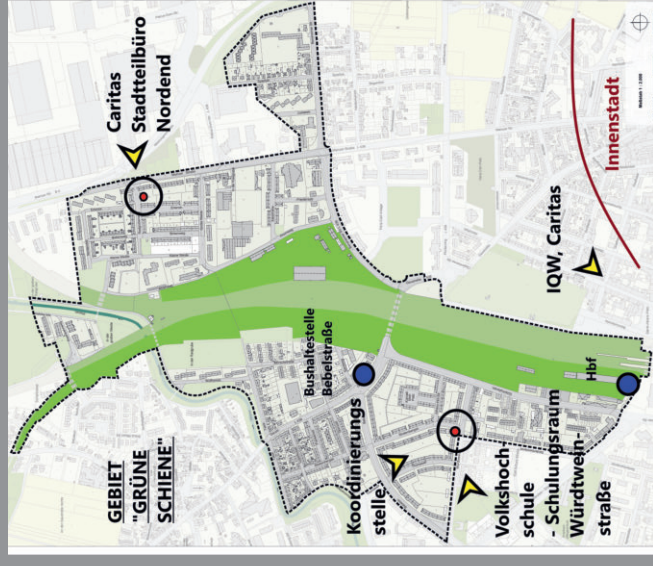 GEBIET
"GRÜNE
SCHIENE"
Caritas
Stadtteilbüro
Nordend
Bushaltestelle
Bebelstraße
Koordinierungs
stelle
Volkshoch
schule
- Schulungsraum
Würdtwein-
straße
Hbf
IQW, Caritas
Innenstadt